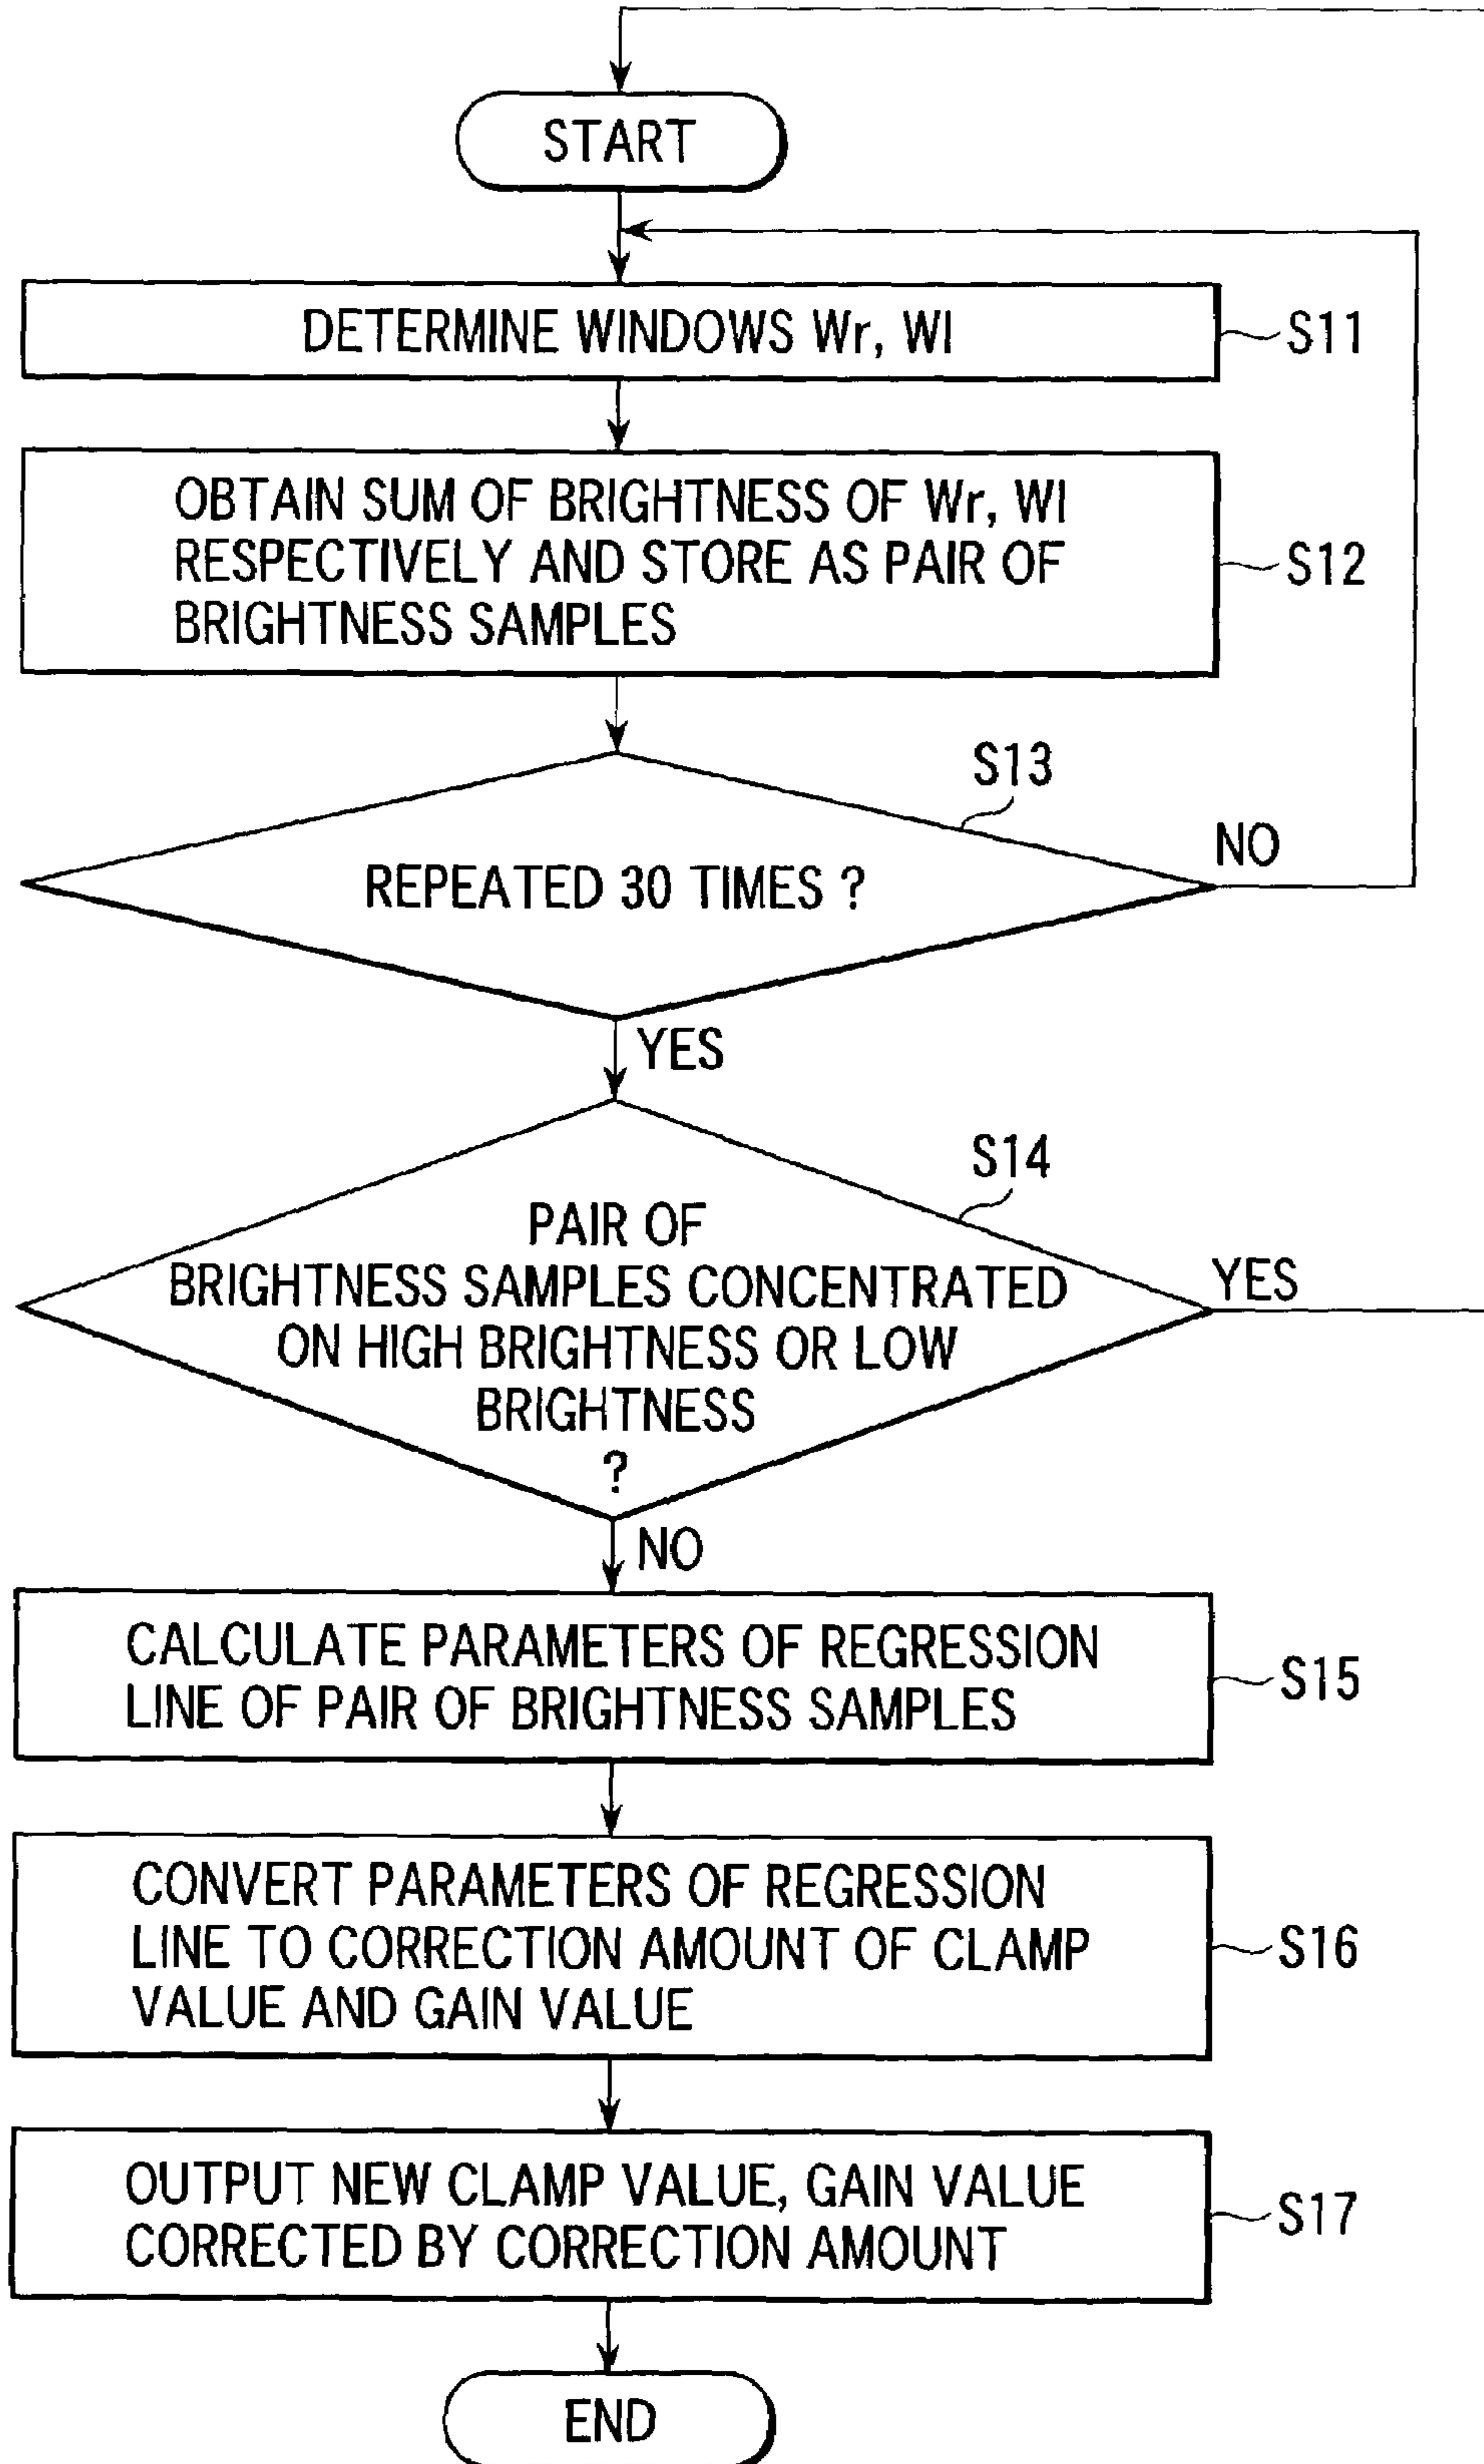 START
DETERMINE WINDOWS Wr, Wl
S11
OBTAIN SUM OF BRIGHTNESS OF Wr, Wl
RESPECTIVELY AND STORE AS PAIR OF
BRIGHTNESS SAMPLES
S12
S13
REPEATED 30 TIMES ?
NO
YES
S14
PAIR OF
BRIGHTNESS SAMPLES CONCENTRATED
ON HIGH BRIGHTNESS OR LOW
BRIGHTNESS
?
YES
NO
CALCULATE PARAMETERS OF REGRESSION
LINE OF PAIR OF BRIGHTNESS SAMPLES
S15
CONVERT PARAMETERS OF REGRESSION
LINE TO CORRECTION AMOUNT OF CLAMP
VALUE AND GAIN VALUE
S16
OUTPUT NEW CLAMP VALUE, GAIN VALUE
CORRECTED BY CORRECTION AMOUNT
S17
END